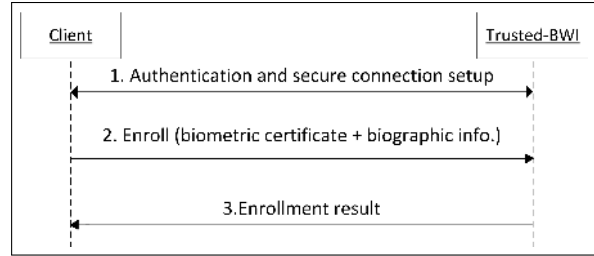 Client
Trusted-BWI
1. Authentication and secure connection setup
2. Enroll (biometric certificate + biographic info.)
3.Enrollment result